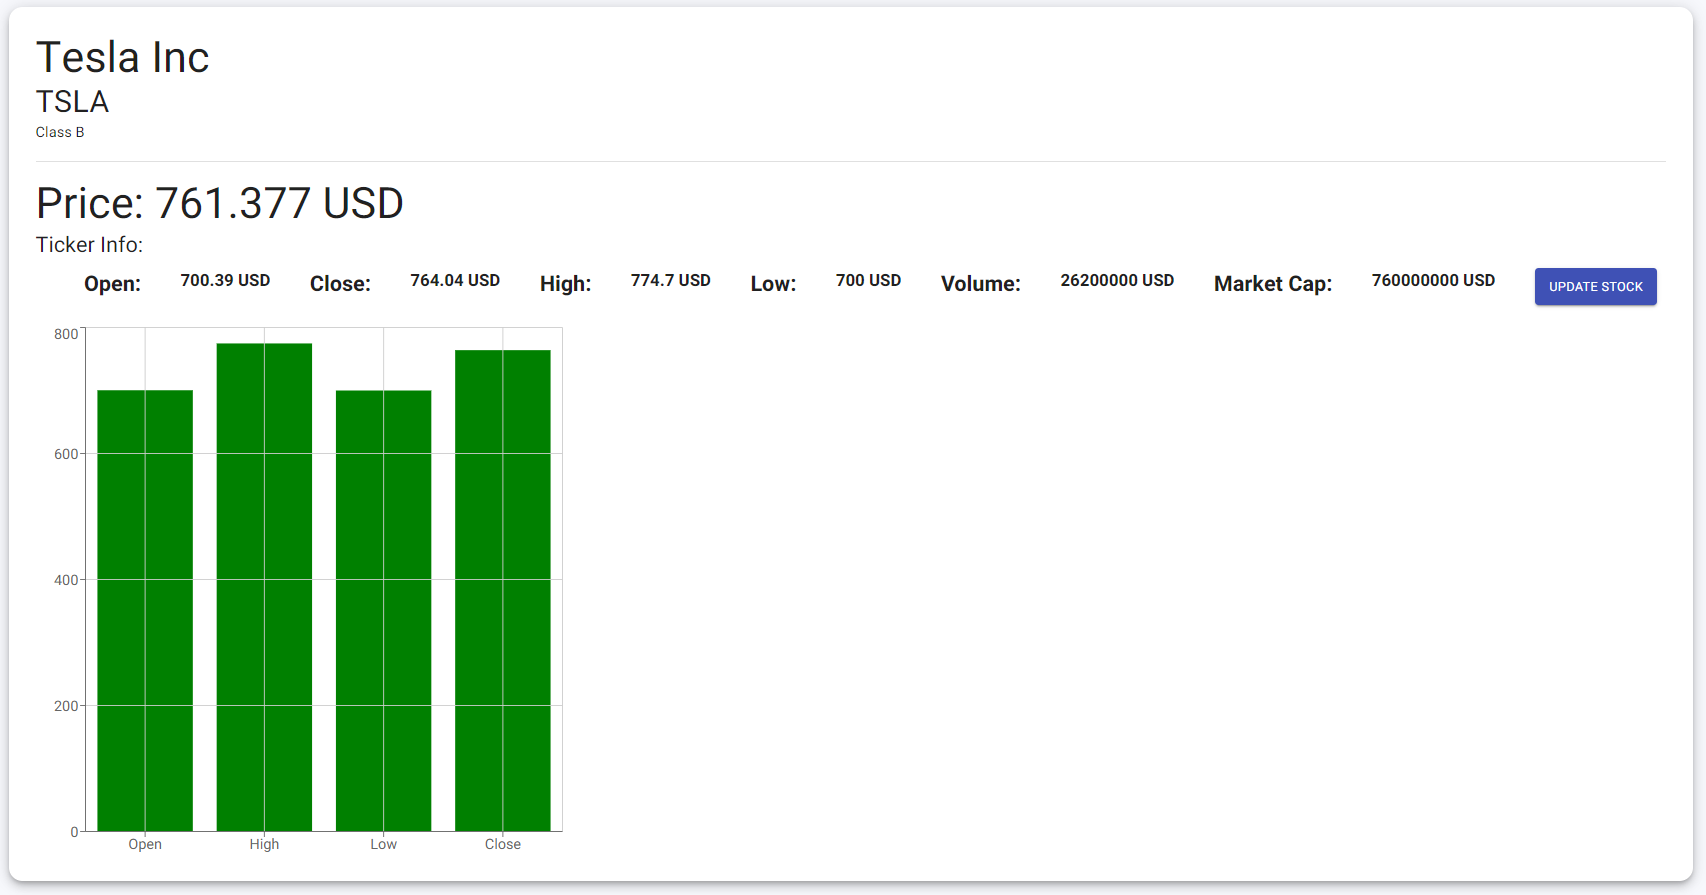 Tesla Inc
TSLA
Class B
Price: 761.377 USD
Ticker Info:
Open: 700.39 USD Close: 764.04 USD High: 774.7 USD Low: 700 USD Volume: 26200000 USD Market Cap: 760000000 USD UPDATE STOCK
800
600
400
200
0
Open High Low Close